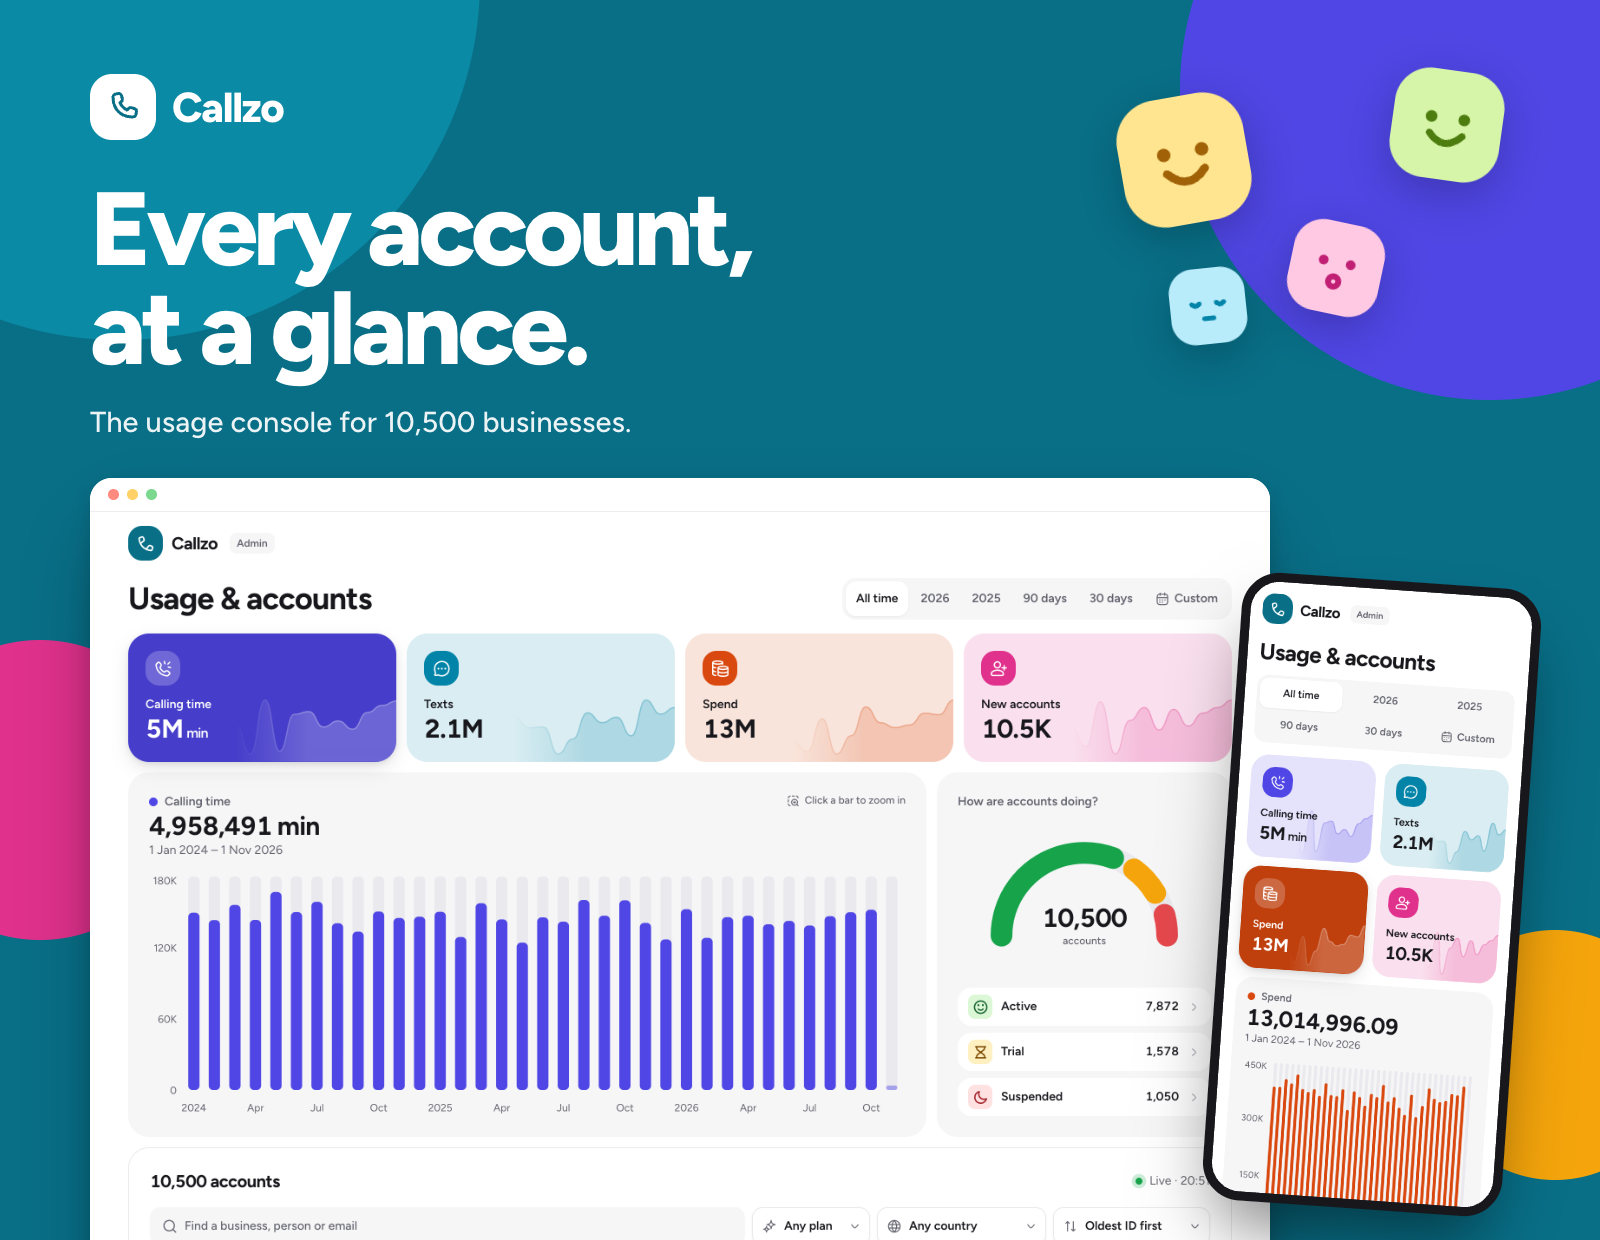 Callzo
Every account,
at a glance.
The usage console for 10,500 businesses.
Callzo Admin
Usage & accounts
All time 2026 2025 90 days 30 days Custom
Calling time
5M min
Texts
2.1M
Spend
13M
New accounts
10.5K
Calling time
4,958,491 min
1 Jan 2024 – 1 Nov 2026
Click a bar to zoom in
180K
120K
60K
0
2024 Apr Jul Oct 2025 Apr Jul Oct 2026 Apr Jul Oct
How are accounts doing?
10,500
accounts
Active 7,872
Trial 1,578
Suspended 1,050
10,500 accounts
Live · 20:5
Find a business, person or email
Any plan
Any country
Oldest ID first
Callzo Admin
Usage & accounts
All time 2026 2025
90 days 30 days Custom
Calling time
5M min
Texts
2.1M
Spend
13M
New accounts
10.5K
Spend
13,014,996.09
1 Jan 2024 – 1 Nov 2026
450K
300K
150K